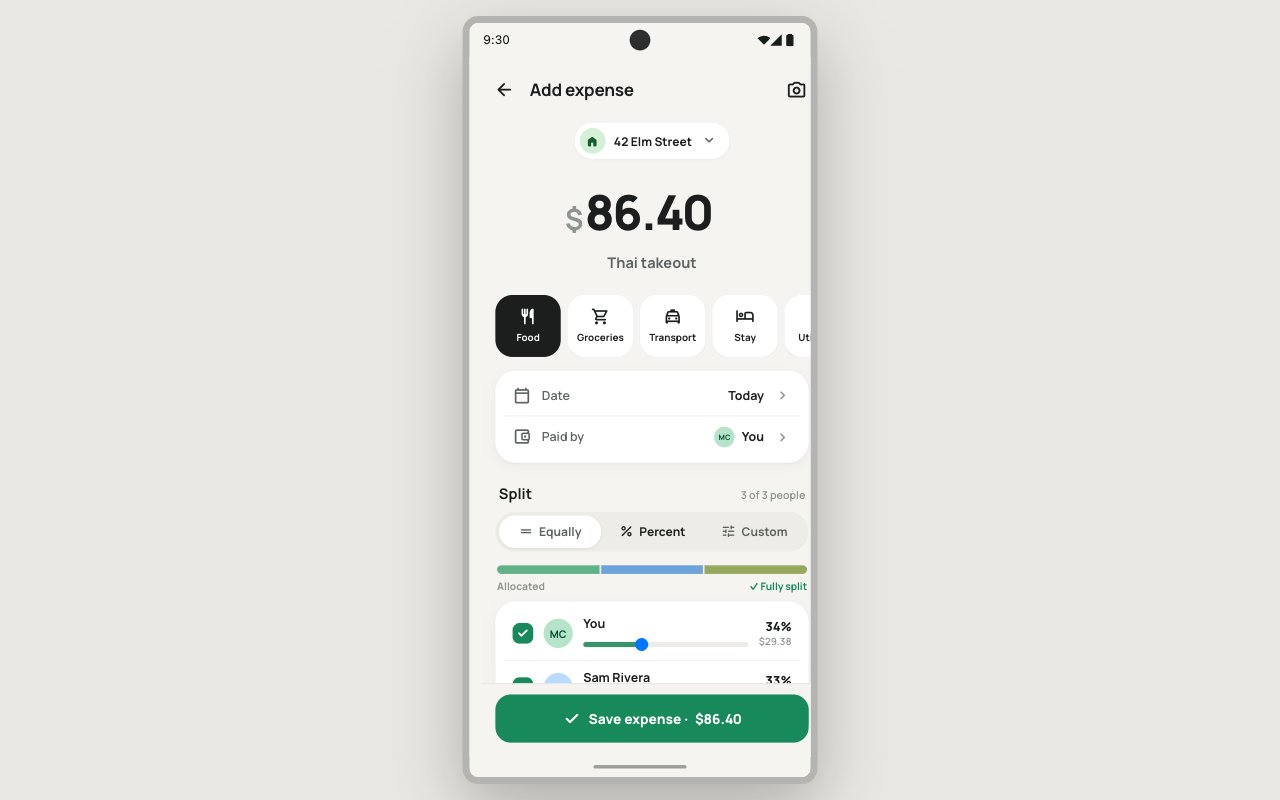 9:30
Add expense
42 Elm Street
$86.40
Thai takeout
Food Groceries Transport Stay Uti
Date Today
Paid by MC You
Split 3 of 3 people
Equally Percent Custom
Allocated Fully split
MC You 34%
$29.38
Sam Rivera 33%
Save expense · $86.40